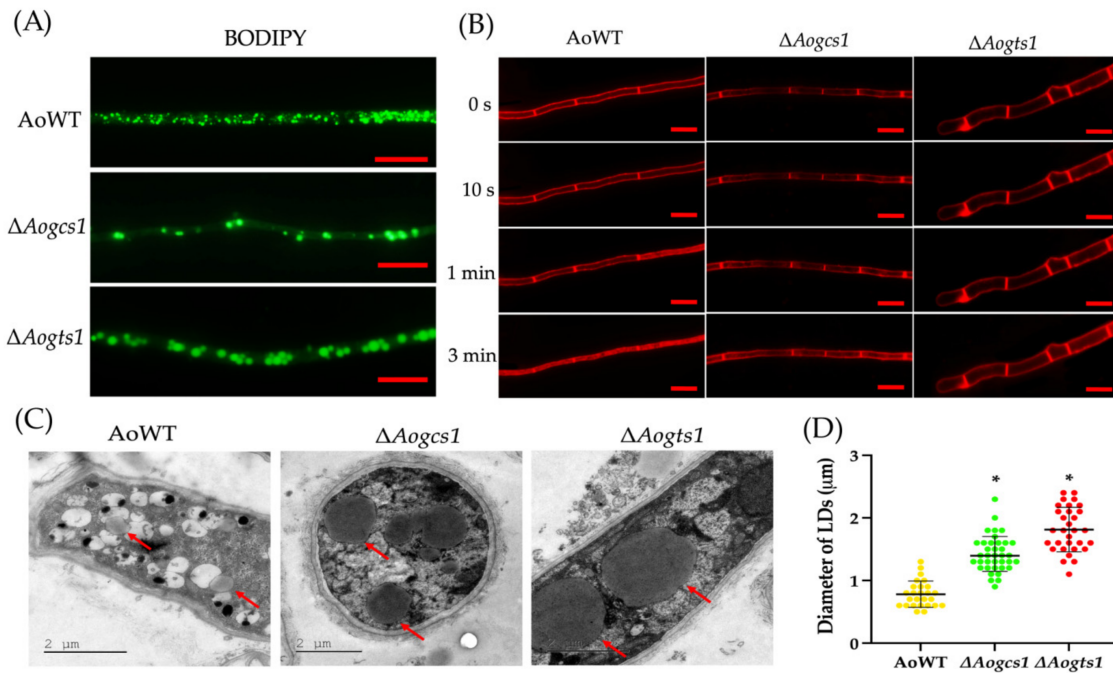 (A)
BODIPY
AoWT
ΔAogcs1
ΔAogts1
(B)
AoWT
ΔAogcs1
ΔAogts1
0 s
10 s
1 min
3 min
(C)
AoWT
ΔAogcs1
ΔAogts1
2 μm
2 μm
(D)
Diameter of LDs (μm)
3
2
1
0
*
*
AoWT
ΔAogcs1
ΔAogts1